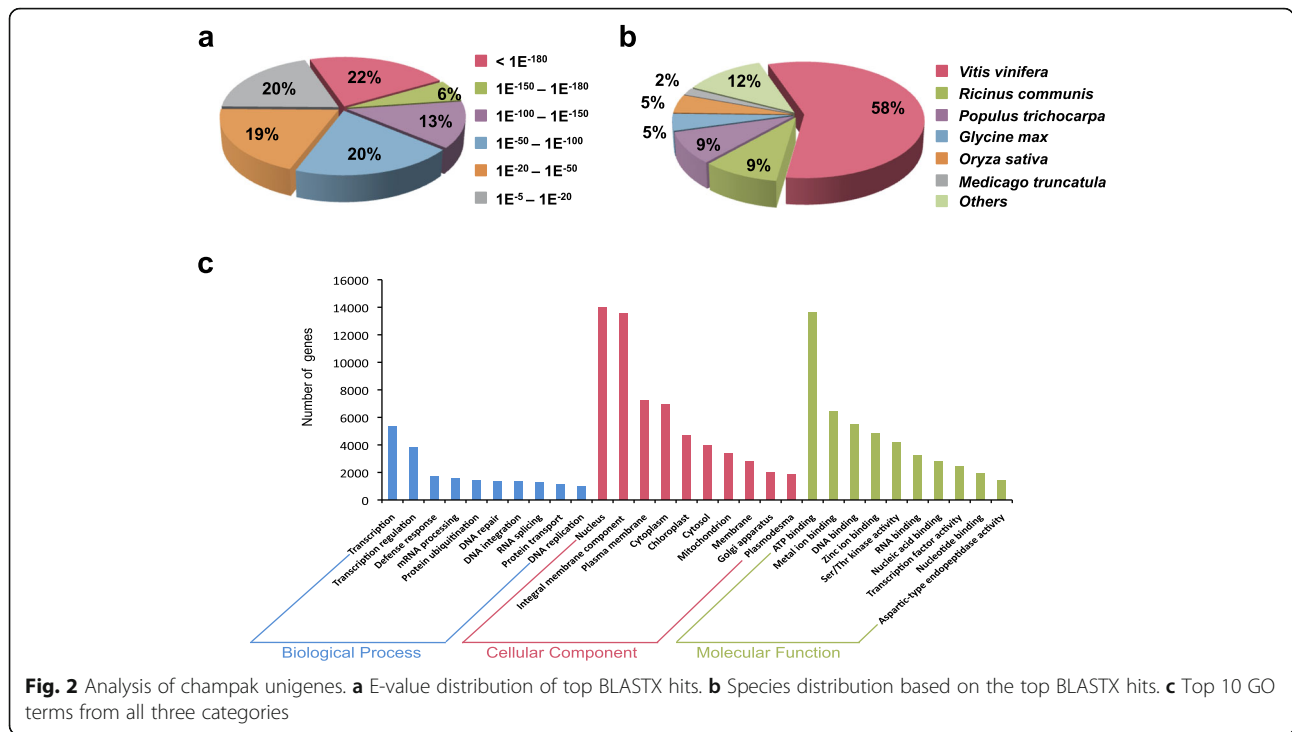 a
22%
6%
13%
20%
19%
20%
< 1E-180
1E-150 – 1E-180
1E-100 – 1E-150
1E-50 – 1E-100
1E-20 – 1E-50
1E-5 – 1E-20
b
58%
9%
9%
5%
5%
2%
12%
Vitis vinifera
Ricinus communis
Populus trichocarpa
Glycine max
Oryza sativa
Medicago truncatula
Others
c
Number of genes
16000
14000
12000
10000
8000
6000
4000
2000
0
Transcription
Transcription regulation
Defense response
mRNA processing
Protein ubiquitination
DNA repair
DNA integration
RNA splicing
Protein transport
DNA replication
Nucleus
Integral membrane component
Plasma membrane
Cytoplasm
Chloroplast
Cytosol
Mitochondrion
Membrane
Golgi apparatus
Plasmodesma
ATP binding
Metal ion binding
DNA binding
Zinc ion binding
Ser/Thr kinase activity
RNA binding
Nucleic acid binding
Transcription factor activity
Nucleotide binding
Aspartic-type endopeptidase activity
Biological Process
Cellular Component
Molecular Function
Fig. 2 Analysis of champak unigenes. a E-value distribution of top BLASTX hits. b Species distribution based on the top BLASTX hits. c Top 10 GO
terms from all three categories